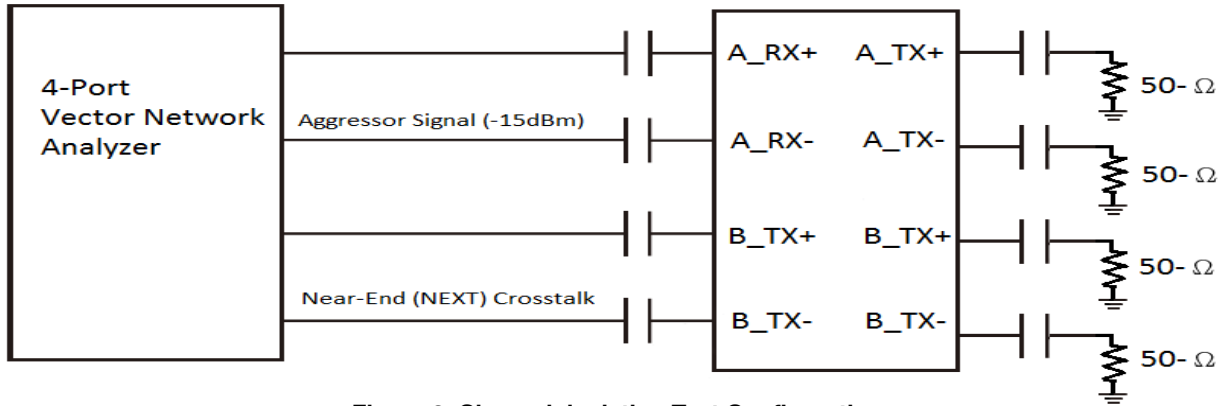 4-Port
Vector Network
Analyzer
Aggressor Signal (-15dBm)
Near-End (NEXT) Crosstalk
A_RX+ A_TX+
A_RX- A_TX-
B_TX+ B_TX+
B_TX- B_TX-
50- Ω
50- Ω
50- Ω
50- Ω